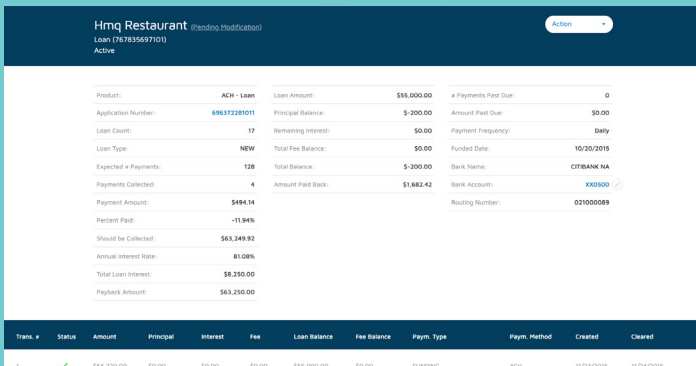 Hmq Restaurant (Pending Modification)
Action
Loan (767835697101)
Active
Product: ACH - Loan
Application Number: 696372281011
Loan Count: 17
Loan Type: NEW
Expected # Payments: 128
Payments Collected: 4
Payment Amount: $494.14
Percent Paid: -11.94%
Should be Collected: $63,249.92
Annual Interest Rate: 81.08%
Total Loan Interest: $8,250.00
Payback Amount: $63,250.00
Loan Amount: $55,000.00
Principal Balance: $-200.00
Remaining Interest: $0.00
Total Fee Balance: $0.00
Total Balance: $-200.00
Amount Paid Back: $1,682.42
# Payments Past Due: 0
Amount Past Due: $0.00
Payment Frequency: Daily
Funded Date: 10/20/2015
Bank Name: CITIBANK NA
Bank Account: XX0500
Routing Number: 021000089
Trans. # Status Amount Principal Interest Fee Loan Balance Fee Balance Paym. Type Paym. Method Created Cleared